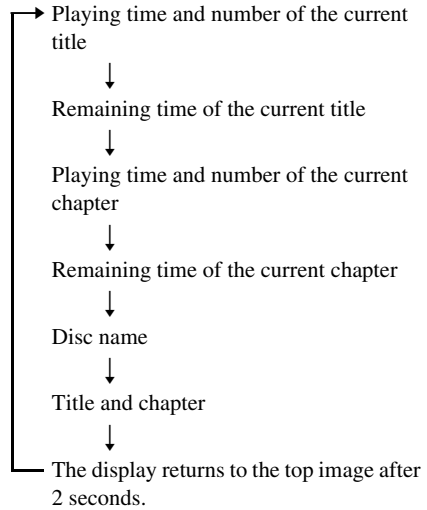 Playing time and number of the current
title
Remaining time of the current title
Playing time and number of the current
chapter
Remaining time of the current chapter
Disc name
Title and chapter
The display returns to the top image after
2 seconds.